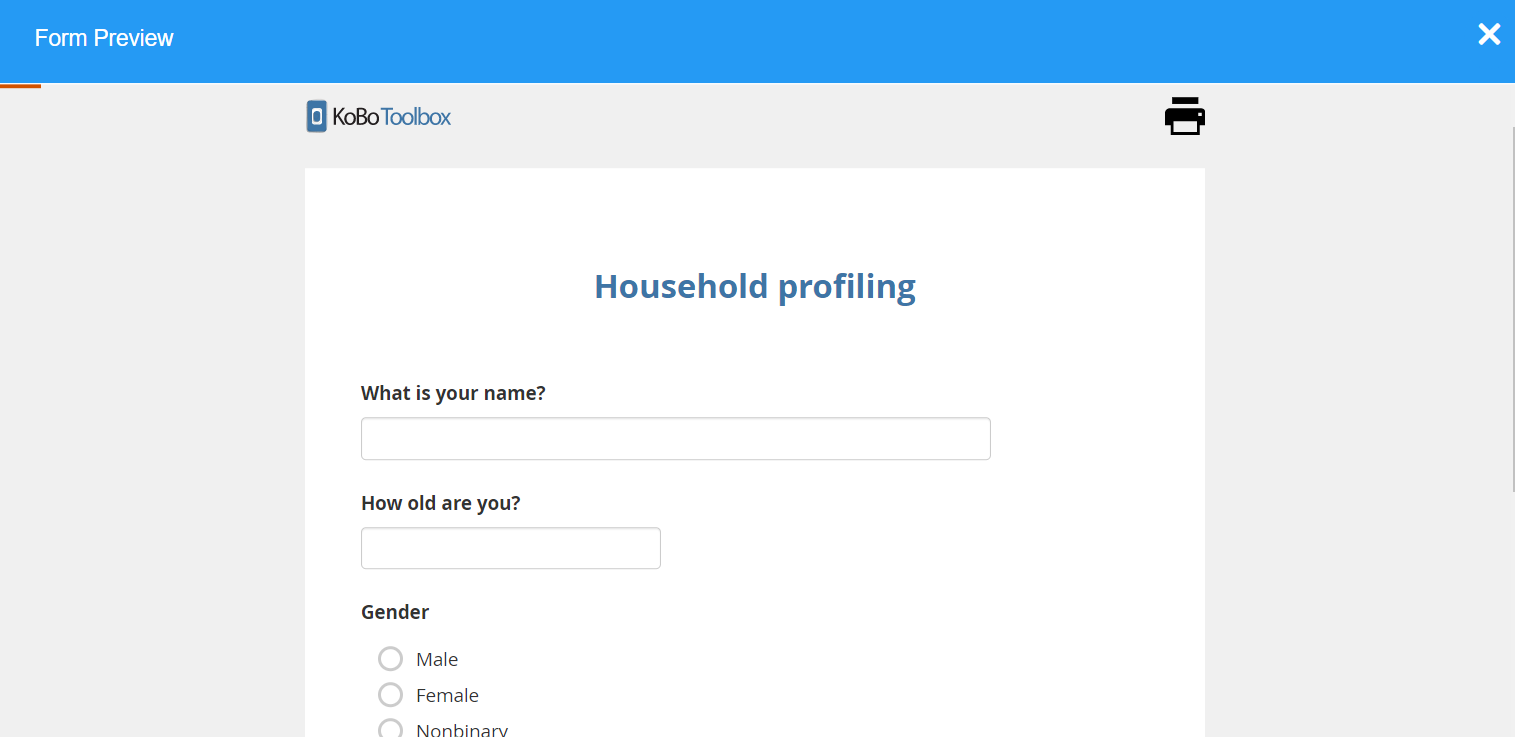 Form Preview
KoBoToolbox
Household profiling
What is your name?
How old are you?
Gender
Male
Female
Nonbinary